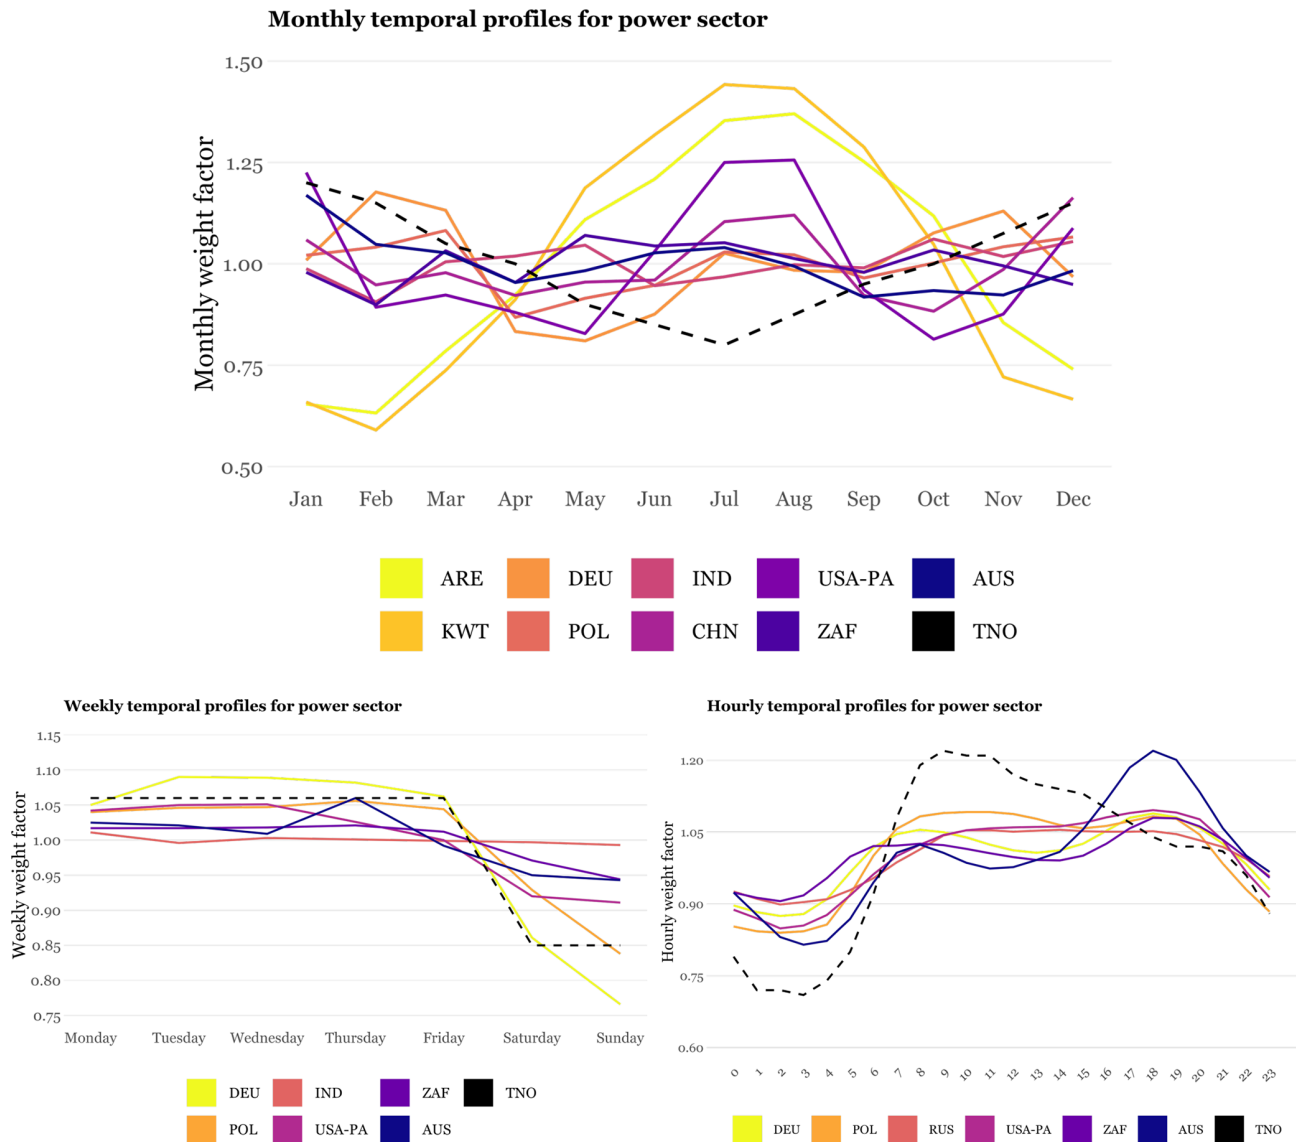 Monthly temporal profiles for power sector
Monthly weight factor
1.50
1.25
1.00
0.75
0.50
Jan Feb Mar Apr May Jun Jul Aug Sep Oct Nov Dec
ARE DEU IND USA-PA AUS
KWT POL CHN ZAF TNO
Weekly temporal profiles for power sector
Weekly weight factor
1.15
1.10
1.05
1.00
0.95
0.90
0.85
0.80
0.75
Monday Tuesday Wednesday Thursday Friday Saturday Sunday
DEU IND ZAF TNO
POL USA-PA AUS
Hourly temporal profiles for power sector
Hourly weight factor
1.20
1.05
0.90
0.75
0.60
0 1 2 3 4 5 6 7 8 9 10 11 12 13 14 15 16 17 18 19 20 21 22 23
DEU POL RUS USA-PA ZAF AUS TNO